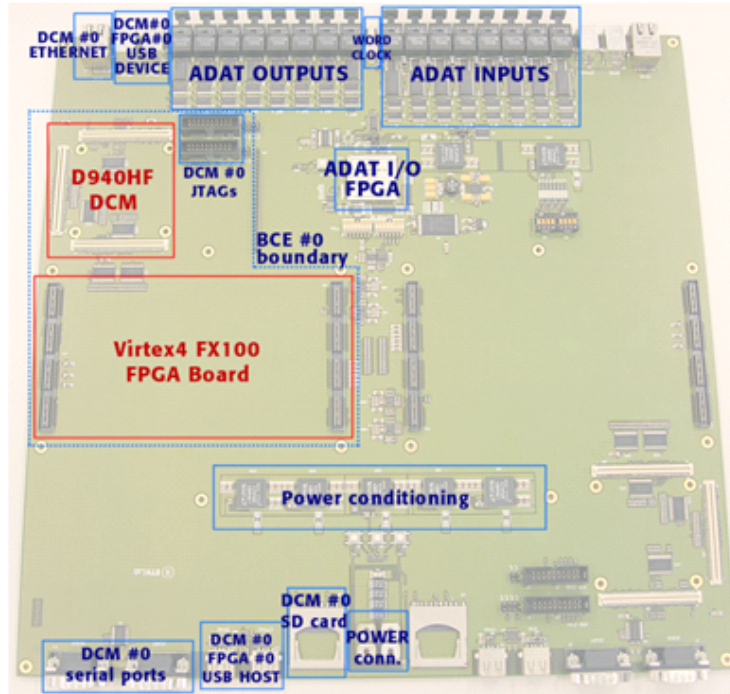 DCM #0
ETHERNET
DCM#0
FPGA#0
USB
DEVICE
ADAT OUTPUTS
WORD
CLOCK
ADAT INPUTS
D940HF
DCM
DCM #0
JTAGs
ADAT I/O
FPGA
BCE #0
boundary
Virtex4 FX100
FPGA Board
Power conditioning
DCM #0
SD card
POWER
conn.
DCM #0
serial ports
DCM #0
FPGA #0
USB HOST